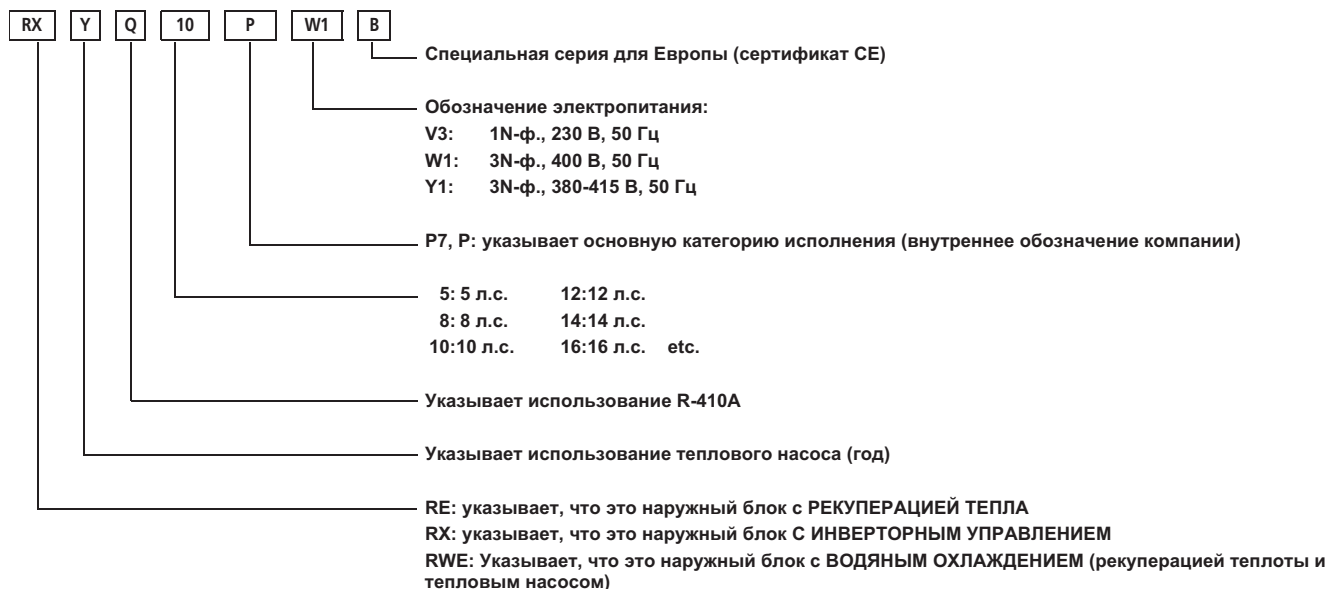 RX Y Q 10 P W1 B
Специальная серия для Европы (сертификат CE)
Обозначение электропитания:
V3: 1N-ф., 230 В, 50 Гц
W1: 3N-ф., 400 В, 50 Гц
Y1: 3N-ф., 380-415 В, 50 Гц
P7, P: указывает основную категорию исполнения (внутреннее обозначение компании)
5: 5 л.с. 12:12 л.с.
8: 8 л.с. 14:14 л.с.
10:10 л.с. 16:16 л.с. etc.
Указывает использование R-410A
Указывает использование теплового насоса (год)
RE: указывает, что это наружный блок с РЕКУПЕРАЦИЕЙ ТЕПЛА
RX: указывает, что это наружный блок С ИНВЕРТОРНЫМ УПРАВЛЕНИЕМ
RWE: Указывает, что это наружный блок с ВОДЯНЫМ ОХЛАЖДЕНИЕМ (рекуперацией теплоты и
тепловым насосом)